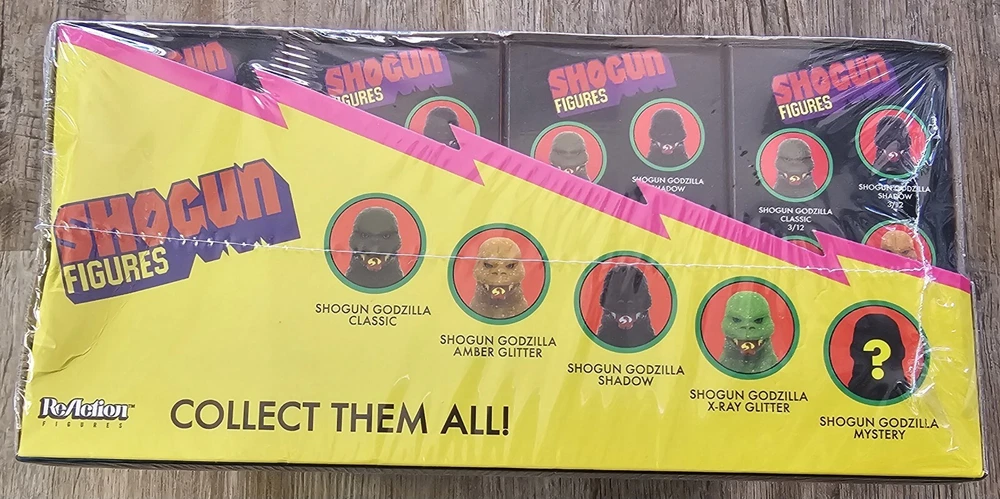 SHOGUN
FIGURES
SHOGUN
FIGURES
SHOGUN
FIGURES
SHOGUN GODZILLA
SHADOW
SHOGUN GODZILLA
CLASSIC
3/12
SHOGUN GODZILLA
SHADOW
3/12
SHOGUN
FIGURES
SHOGUN GODZILLA
CLASSIC
SHOGUN GODZILLA
AMBER GLITTER
SHOGUN GODZILLA
SHADOW
SHOGUN GODZILLA
X-RAY GLITTER
?
SHOGUN GODZILLA
MYSTERY
ReAction™
FIGURES
COLLECT THEM ALL!